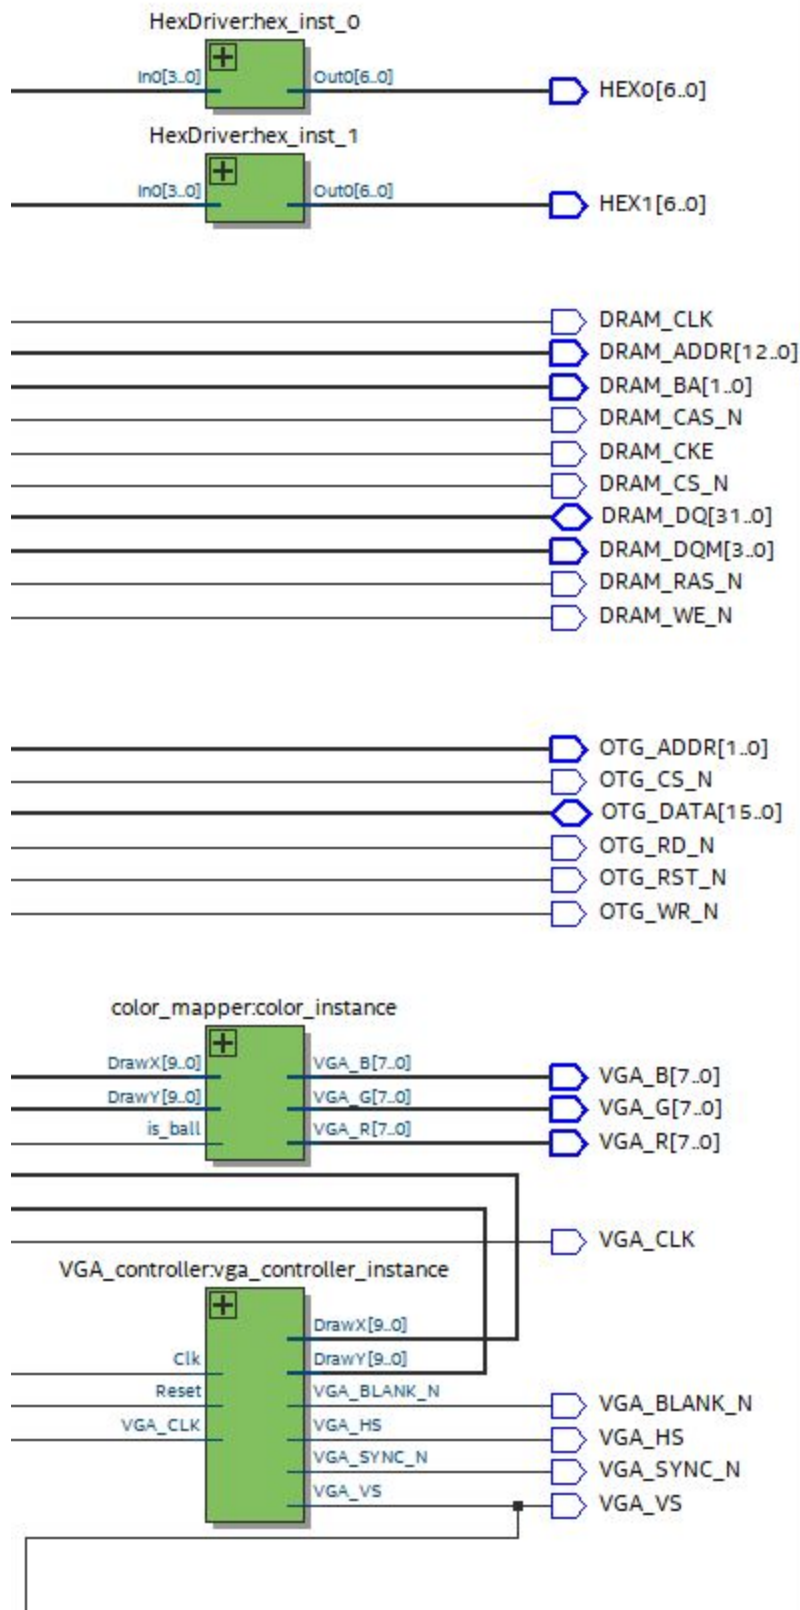 HexDriver:hex_inst_0
In0[3..0] Out0[6..0] HEX0[6..0]
HexDriver:hex_inst_1
In0[3..0] Out0[6..0] HEX1[6..0]
DRAM_CLK
DRAM_ADDR[12..0]
DRAM_BA[1..0]
DRAM_CAS_N
DRAM_CKE
DRAM_CS_N
DRAM_DQ[31..0]
DRAM_DQM[3..0]
DRAM_RAS_N
DRAM_WE_N
OTG_ADDR[1..0]
OTG_CS_N
OTG_DATA[15..0]
OTG_RD_N
OTG_RST_N
OTG_WR_N
color_mapper:color_instance
DrawX[9..0] VGA_B[7..0] VGA_B[7..0]
DrawY[9..0] VGA_G[7..0] VGA_G[7..0]
is_ball VGA_R[7..0] VGA_R[7..0]
VGA_CLK
VGA_controller:vga_controller_instance
DrawX[9..0]
Clk DrawY[9..0]
Reset VGA_BLANK_N VGA_BLANK_N
VGA_CLK VGA_HS VGA_HS
VGA_SYNC_N VGA_SYNC_N
VGA_VS VGA_VS